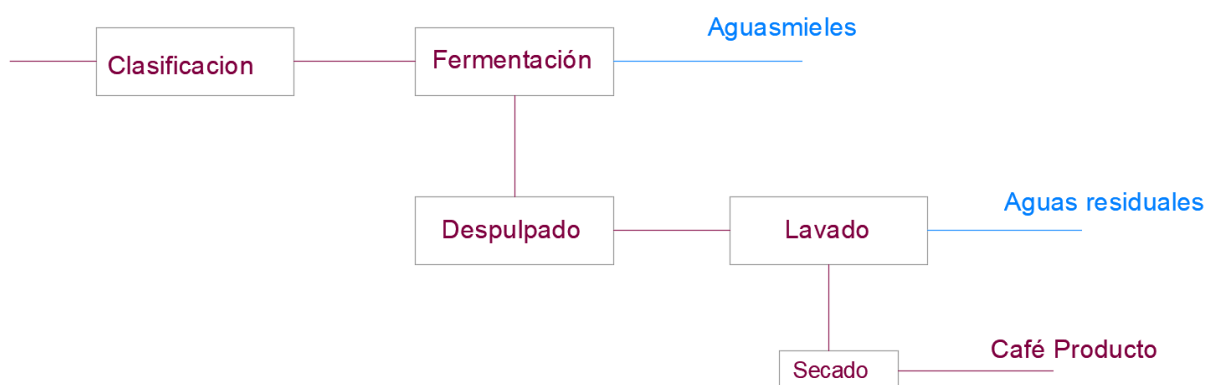 Aguasmieles
Clasificacion
Fermentación
Despulpado
Lavado
Aguas residuales
Secado
Café Producto